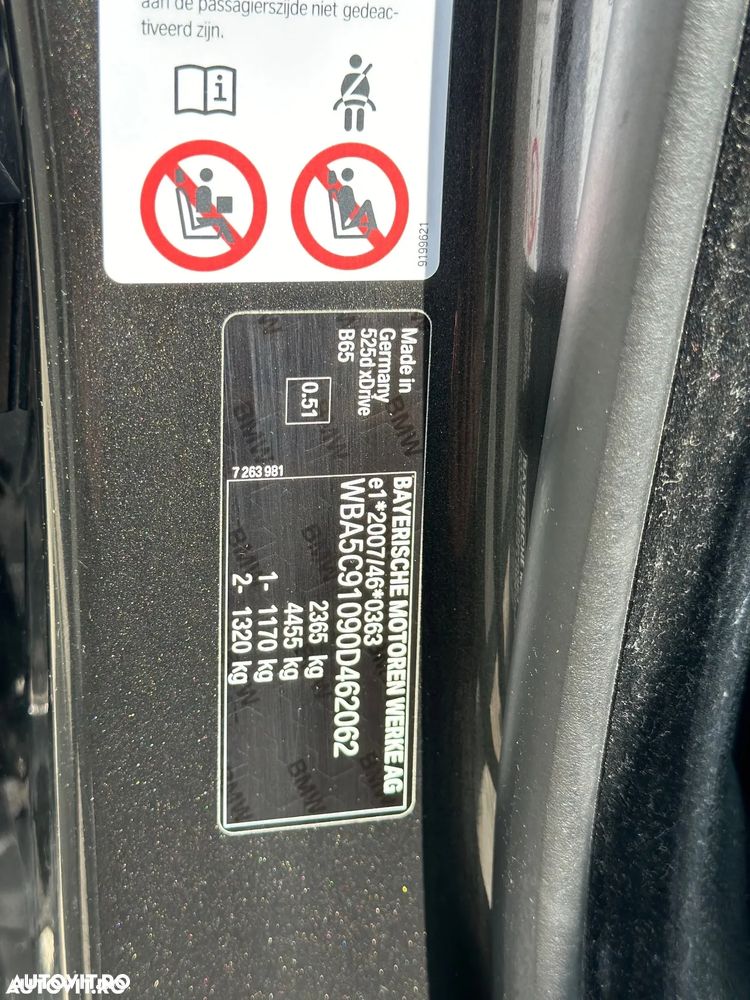 aan de passagierszijde niet gedeac-
tiveerd zijn.
9199621
Made in
Germany
525d xDrive
B65
0.51
7 263 981
BAYERISCHE MOTOREN WERKE AG
e1*2007/46*0363
WBA5C91090D462062
2365 kg
4455 kg
1- 1170 kg
2- 1320 kg
AUTOVIT.RO